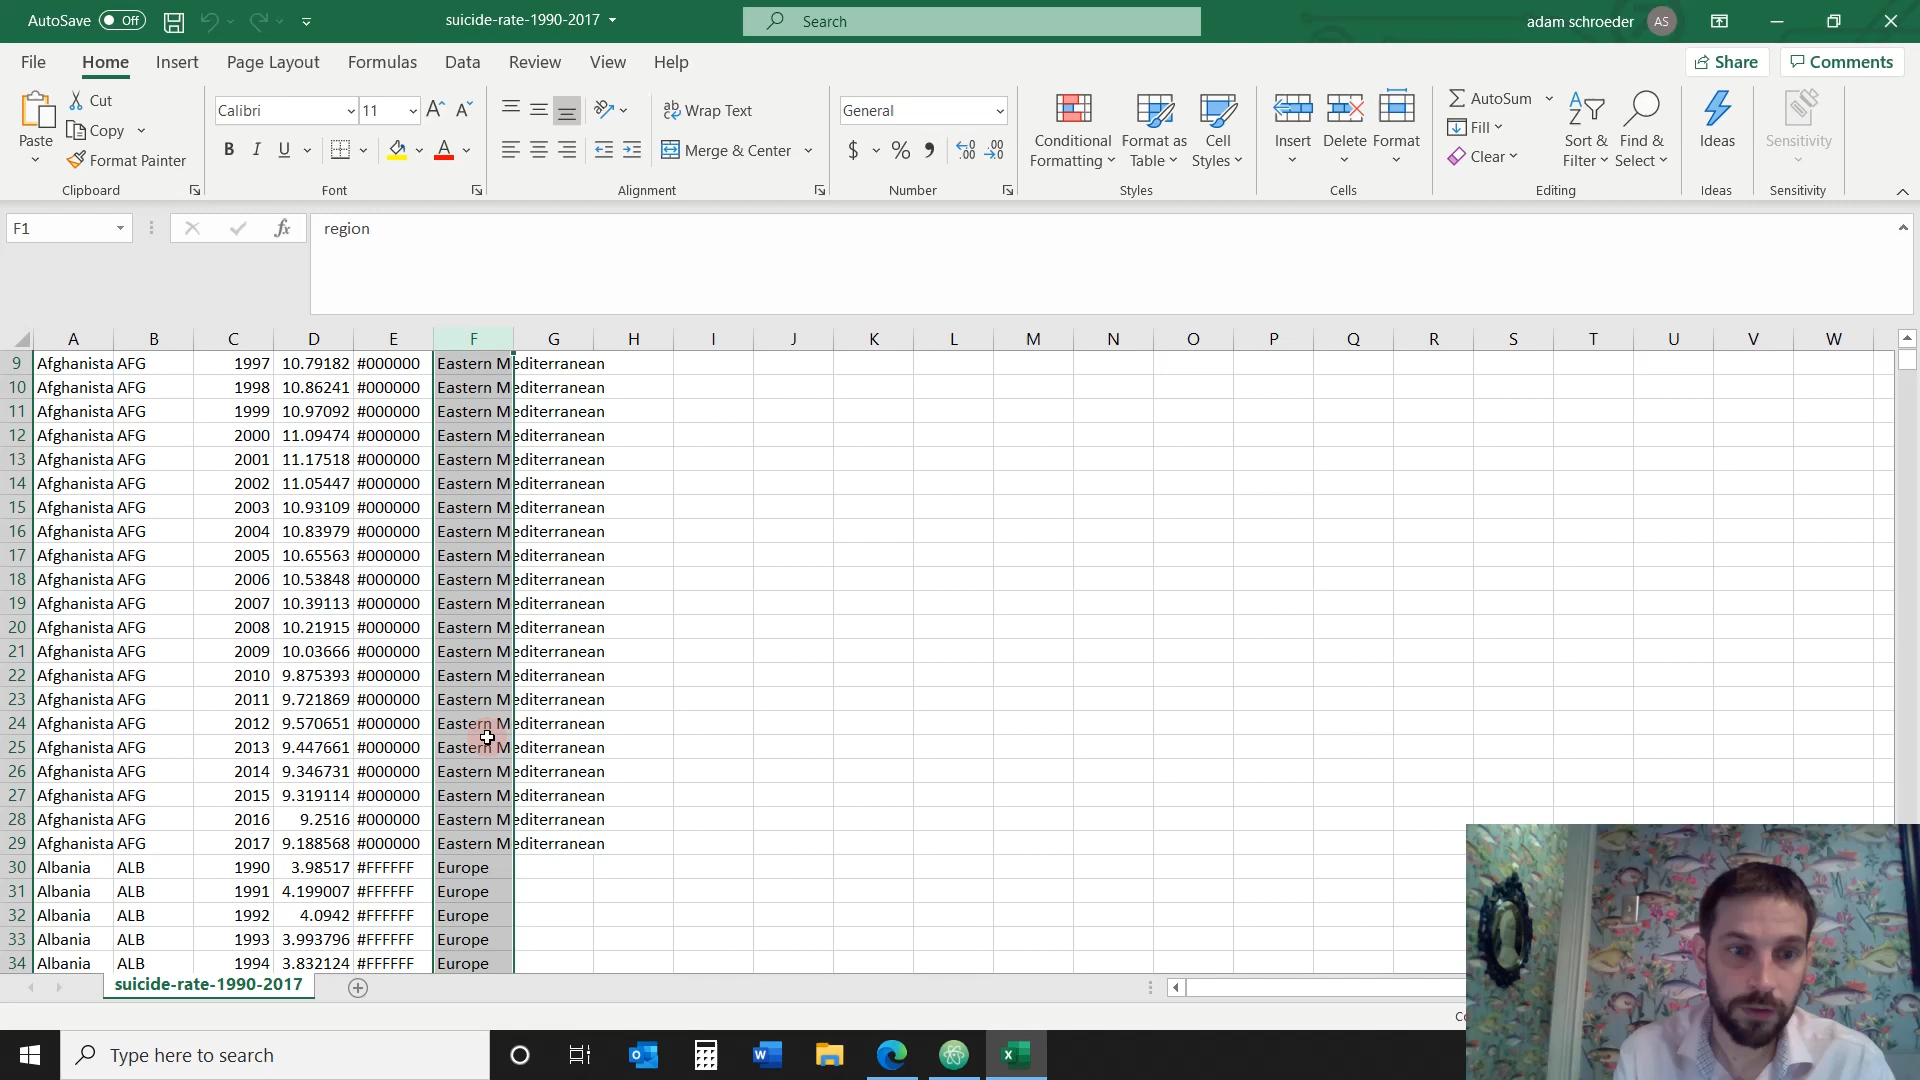 AutoSave Off suicide-rate-1990-2017 Search adam schroeder AS
File Home Insert Page Layout Formulas Data Review View Help Share Comments
Paste Cut Copy Format Painter Clipboard
Calibri 11 B I U A Font
Wrap Text Merge & Center Alignment
General $ % Number
Conditional Formatting Format as Table Cell Styles Styles
Insert Delete Format Cells
AutoSum Fill Clear Sort & Filter Find & Select Editing
Ideas Ideas
Sensitivity Sensitivity
F1 fx region
A B C D E F G H I J K L M N O P Q R S T U V W
9 Afghanista AFG 1997 10.79182 #000000 Eastern Mediterranean
10 Afghanista AFG 1998 10.86241 #000000 Eastern Mediterranean
11 Afghanista AFG 1999 10.97092 #000000 Eastern Mediterranean
12 Afghanista AFG 2000 11.09474 #000000 Eastern Mediterranean
13 Afghanista AFG 2001 11.17518 #000000 Eastern Mediterranean
14 Afghanista AFG 2002 11.05447 #000000 Eastern Mediterranean
15 Afghanista AFG 2003 10.93109 #000000 Eastern Mediterranean
16 Afghanista AFG 2004 10.83979 #000000 Eastern Mediterranean
17 Afghanista AFG 2005 10.65563 #000000 Eastern Mediterranean
18 Afghanista AFG 2006 10.53848 #000000 Eastern Mediterranean
19 Afghanista AFG 2007 10.39113 #000000 Eastern Mediterranean
20 Afghanista AFG 2008 10.21915 #000000 Eastern Mediterranean
21 Afghanista AFG 2009 10.03666 #000000 Eastern Mediterranean
22 Afghanista AFG 2010 9.875393 #000000 Eastern Mediterranean
23 Afghanista AFG 2011 9.721869 #000000 Eastern Mediterranean
24 Afghanista AFG 2012 9.570651 #000000 Eastern Mediterranean
25 Afghanista AFG 2013 9.447661 #000000 Eastern Mediterranean
26 Afghanista AFG 2014 9.346731 #000000 Eastern Mediterranean
27 Afghanista AFG 2015 9.319114 #000000 Eastern Mediterranean
28 Afghanista AFG 2016 9.2516 #000000 Eastern Mediterranean
29 Afghanista AFG 2017 9.188568 #000000 Eastern Mediterranean
30 Albania ALB 1990 3.98517 #FFFFFF Europe
31 Albania ALB 1991 4.199007 #FFFFFF Europe
32 Albania ALB 1992 4.0942 #FFFFFF Europe
33 Albania ALB 1993 3.993796 #FFFFFF Europe
34 Albania ALB 1994 3.832124 #FFFFFF Europe
suicide-rate-1990-2017
Type here to search